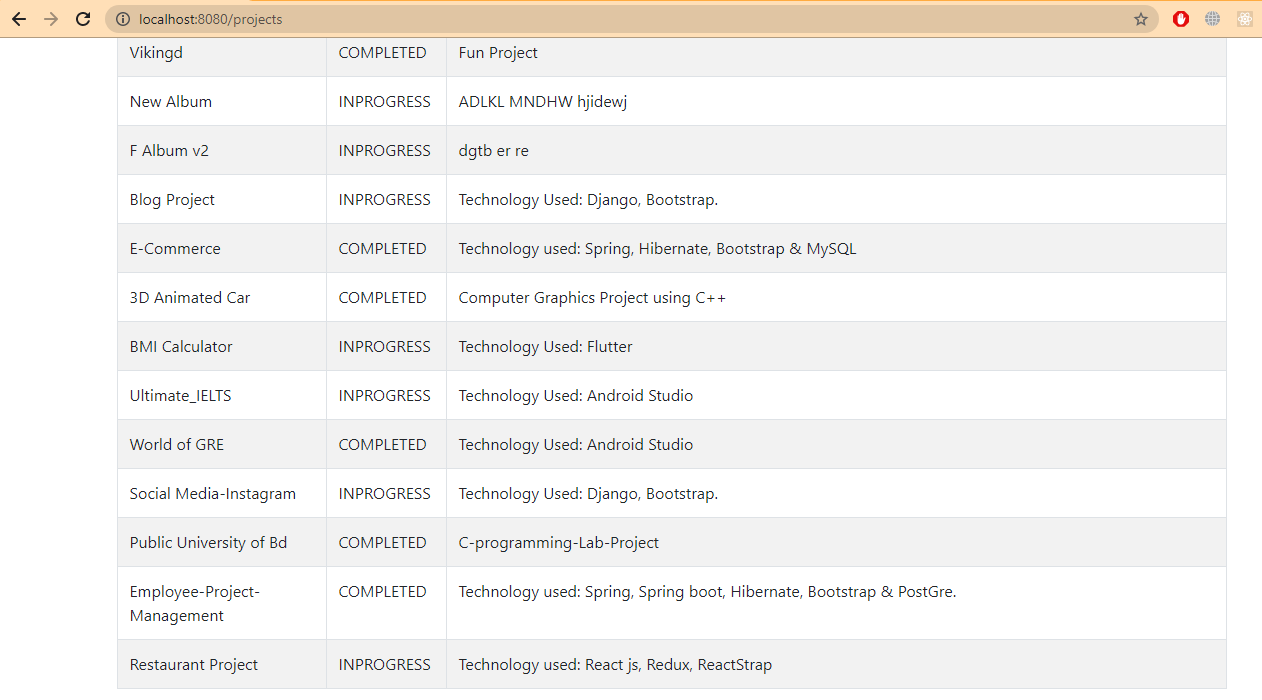 localhost:8080/projects
Vikingd COMPLETED Fun Project
New Album INPROGRESS ADLKL MNDHW hjidewj
F Album v2 INPROGRESS dgtb er re
Blog Project INPROGRESS Technology Used: Django, Bootstrap.
E-Commerce COMPLETED Technology used: Spring, Hibernate, Bootstrap & MySQL
3D Animated Car COMPLETED Computer Graphics Project using C++
BMI Calculator INPROGRESS Technology Used: Flutter
Ultimate_IELTS INPROGRESS Technology Used: Android Studio
World of GRE COMPLETED Technology Used: Android Studio
Social Media-Instagram INPROGRESS Technology Used: Django, Bootstrap.
Public University of Bd COMPLETED C-programming-Lab-Project
Employee-Project- COMPLETED Technology used: Spring, Spring boot, Hibernate, Bootstrap & PostGre.
Management
Restaurant Project INPROGRESS Technology used: React js, Redux, ReactStrap